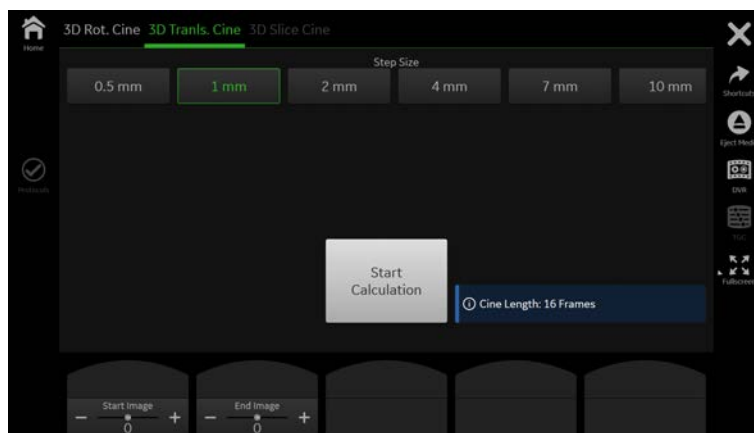 Home
3D Rot. Cine 3D Tranls. Cine 3D Slice Cine
Step Size
0.5 mm 1 mm 2 mm 4 mm 7 mm 10 mm
Shortcuts
Eject Media
Protocols
DVR
TGC
Start
Calculation
Cine Length: 16 Frames
Fullscreen
Start Image
0
End Image
0